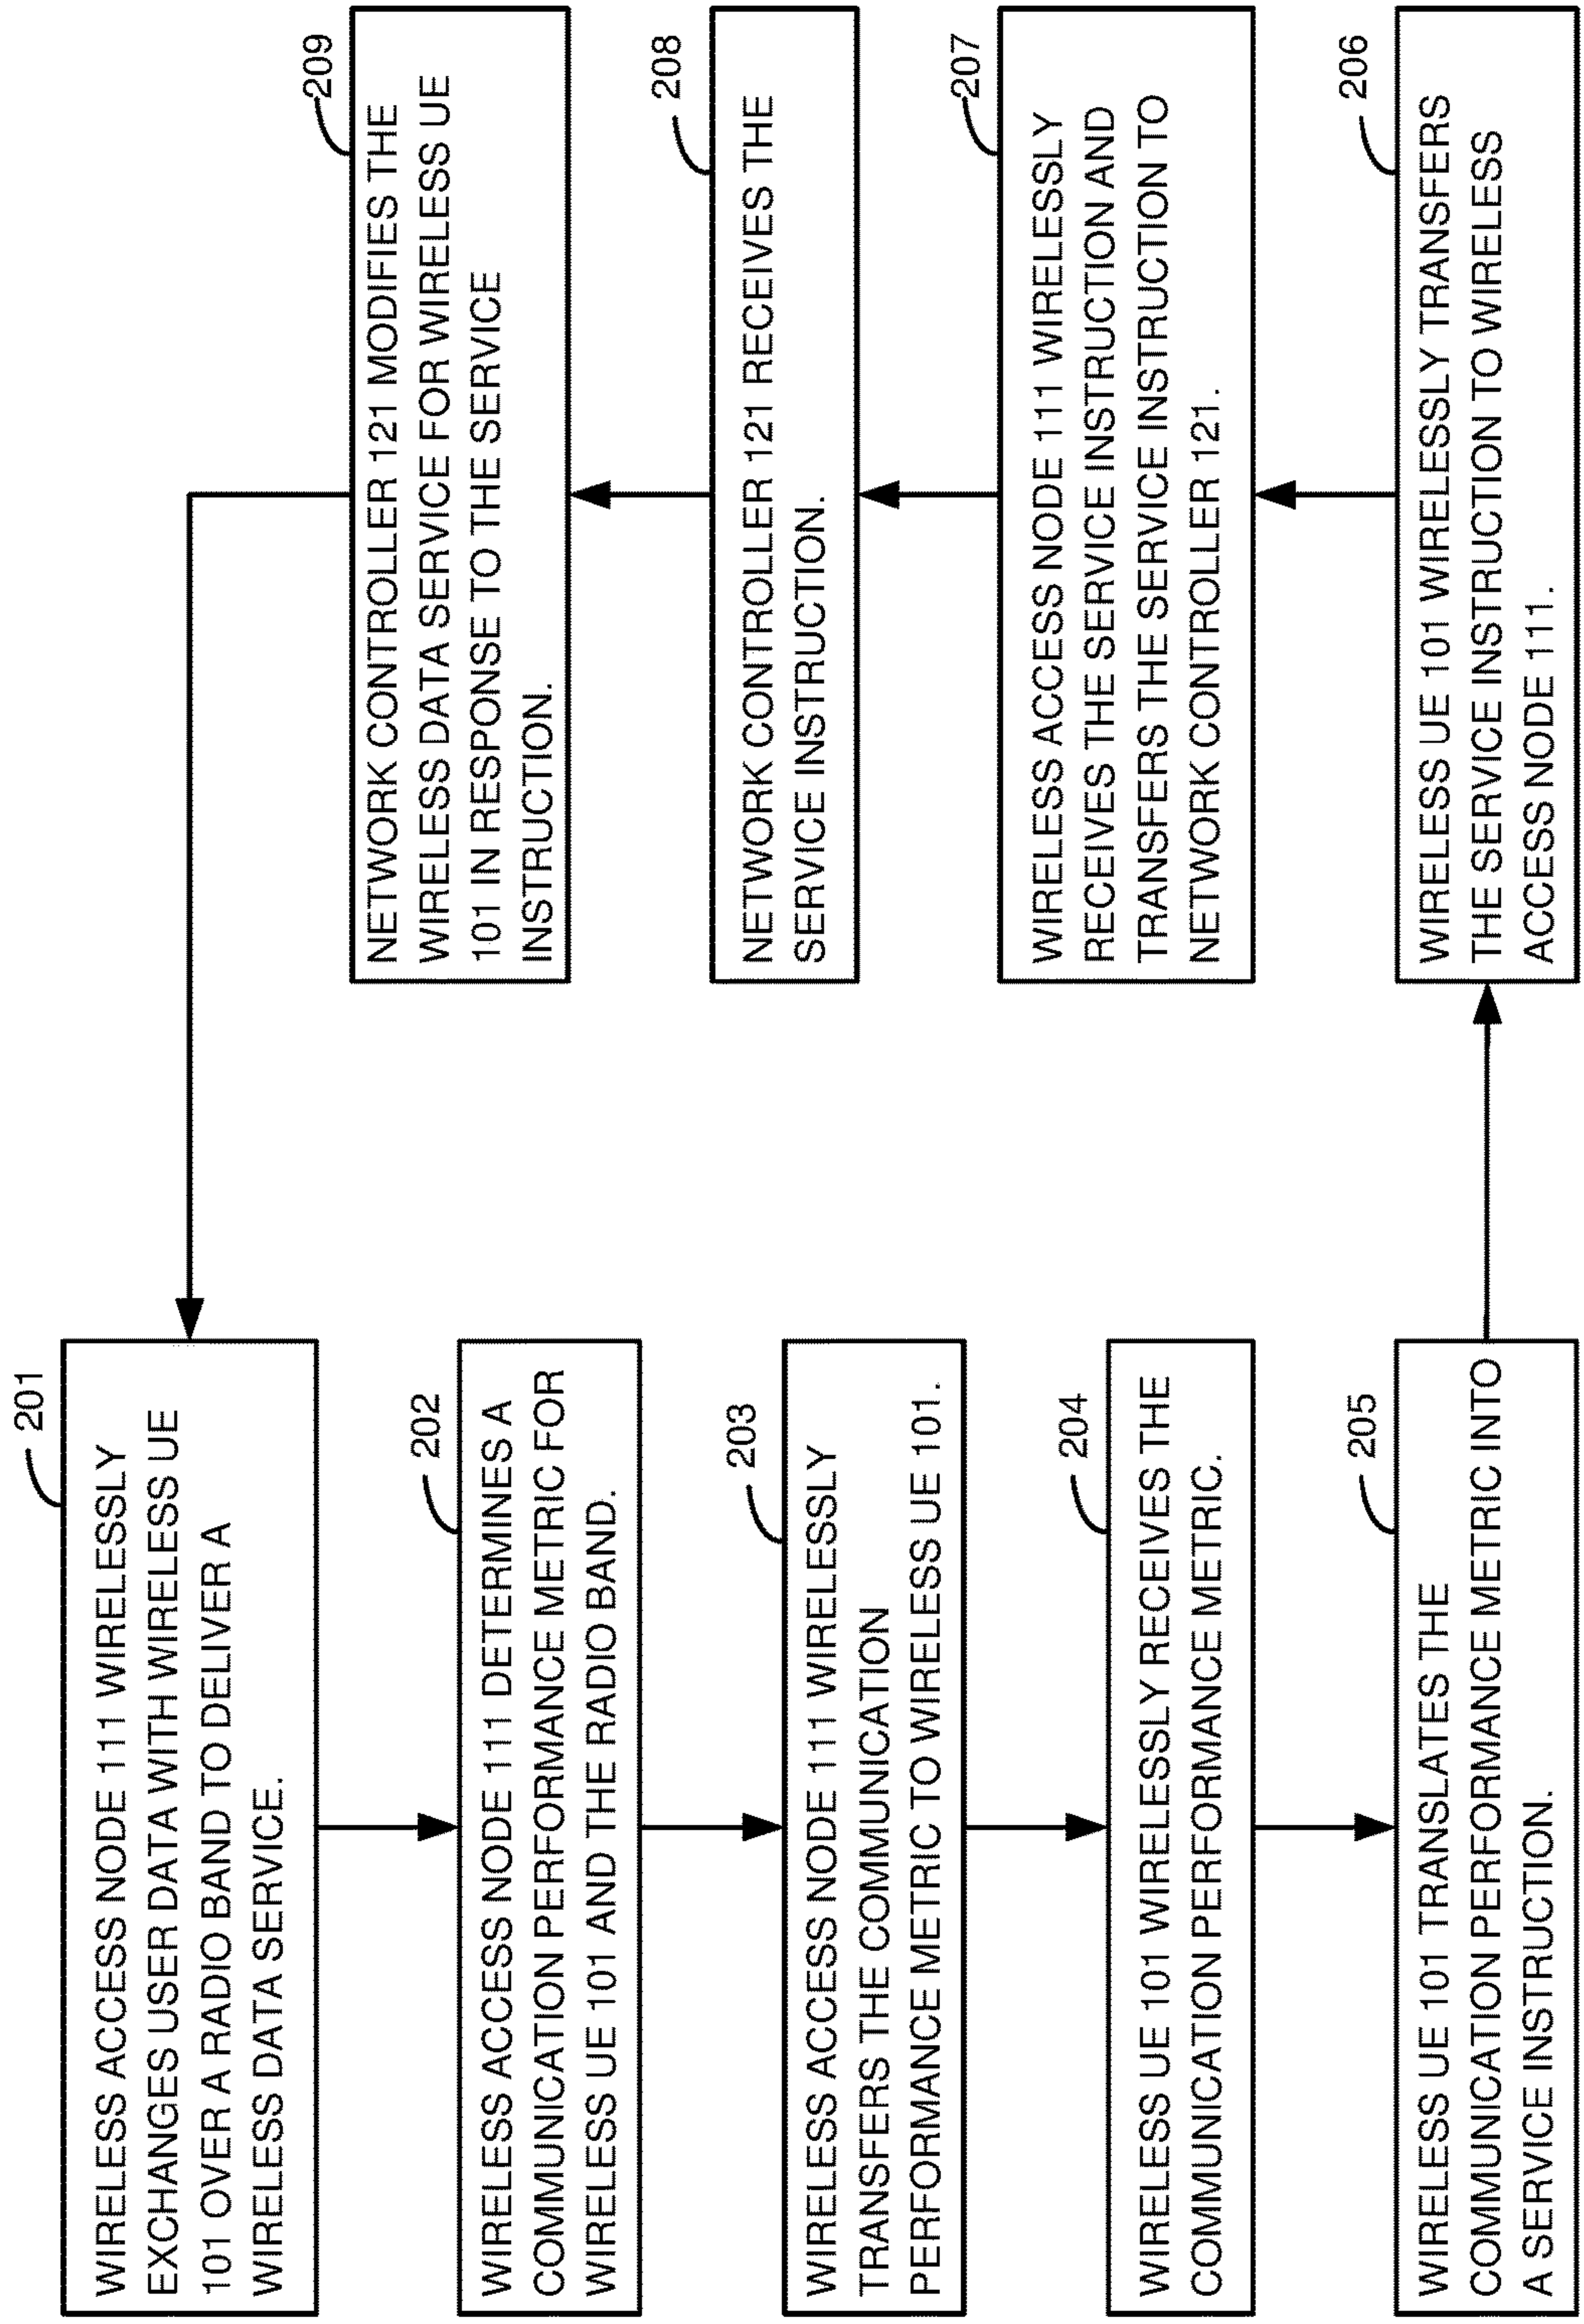 201
WIRELESS ACCESS NODE 111 WIRELESSLY
EXCHANGES USER DATA WITH WIRELESS UE
101 OVER A RADIO BAND TO DELIVER A
WIRELESS DATA SERVICE.
202
WIRELESS ACCESS NODE 111 DETERMINES A
COMMUNICATION PERFORMANCE METRIC FOR
WIRELESS UE 101 AND THE RADIO BAND.
203
WIRELESS ACCESS NODE 111 WIRELESSLY
TRANSFERS THE COMMUNICATION
PERFORMANCE METRIC TO WIRELESS UE 101.
204
WIRELESS UE 101 WIRELESSLY RECEIVES THE
COMMUNICATION PERFORMANCE METRIC.
205
WIRELESS UE 101 TRANSLATES THE
COMMUNICATION PERFORMANCE METRIC INTO
A SERVICE INSTRUCTION.
206
WIRELESS UE 101 WIRELESSLY TRANSFERS
THE SERVICE INSTRUCTION TO WIRELESS
ACCESS NODE 111.
207
WIRELESS ACCESS NODE 111 WIRELESSLY
RECEIVES THE SERVICE INSTRUCTION AND
TRANSFERS THE SERVICE INSTRUCTION TO
NETWORK CONTROLLER 121.
208
NETWORK CONTROLLER 121 RECEIVES THE
SERVICE INSTRUCTION.
209
NETWORK CONTROLLER 121 MODIFIES THE
WIRELESS DATA SERVICE FOR WIRELESS UE
101 IN RESPONSE TO THE SERVICE
INSTRUCTION.